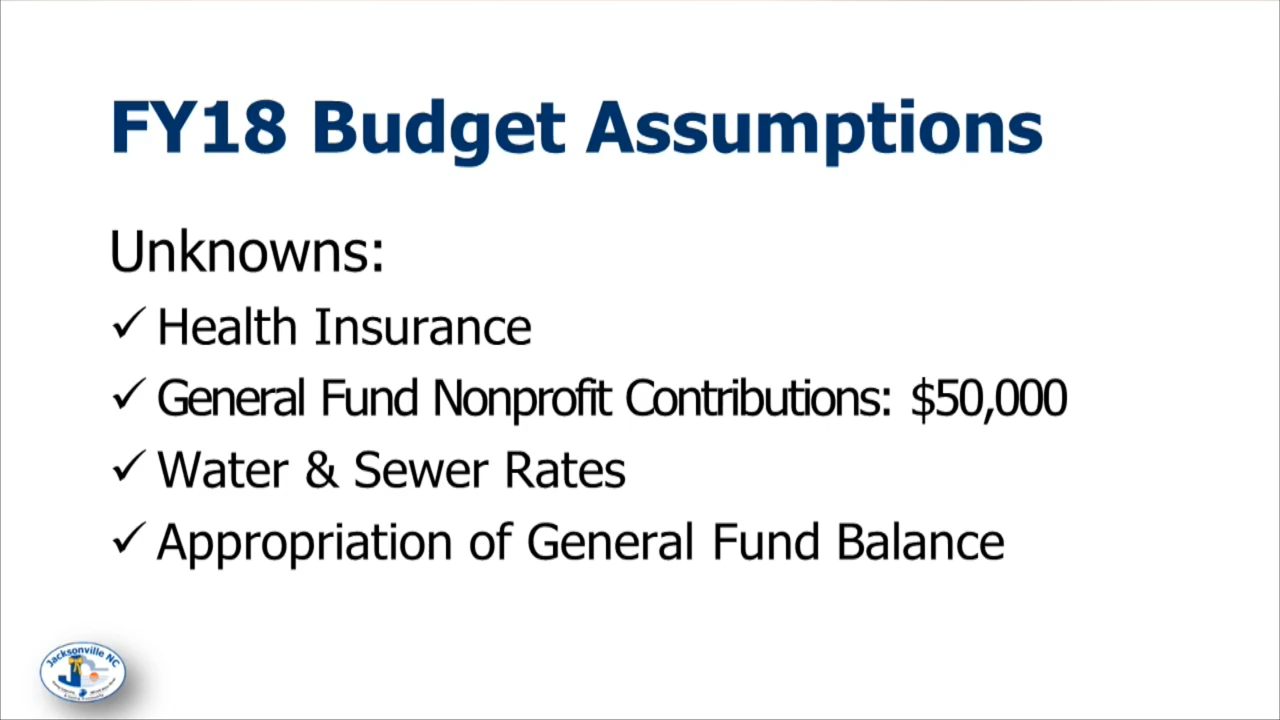 FY18 Budget Assumptions
Unknowns:
✓ Health Insurance
✓ General Fund Nonprofit Contributions: $50,000
✓ Water & Sewer Rates
✓ Appropriation of General Fund Balance
Jacksonville NC